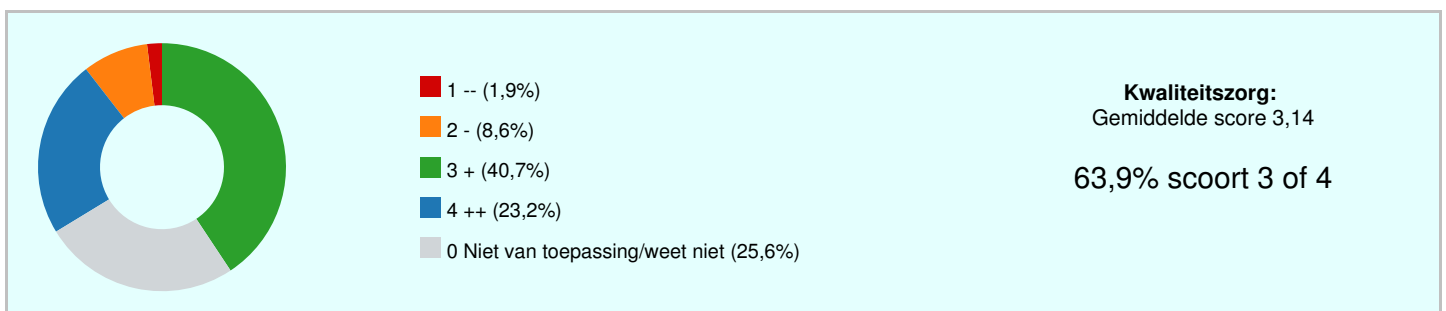 1 -- (1,9%)
2 - (8,6%)
3 + (40,7%)
4 ++ (23,2%)
0 Niet van toepassing/weet niet (25,6%)
Kwaliteitszorg:
Gemiddelde score 3,14
63,9% scoort 3 of 4